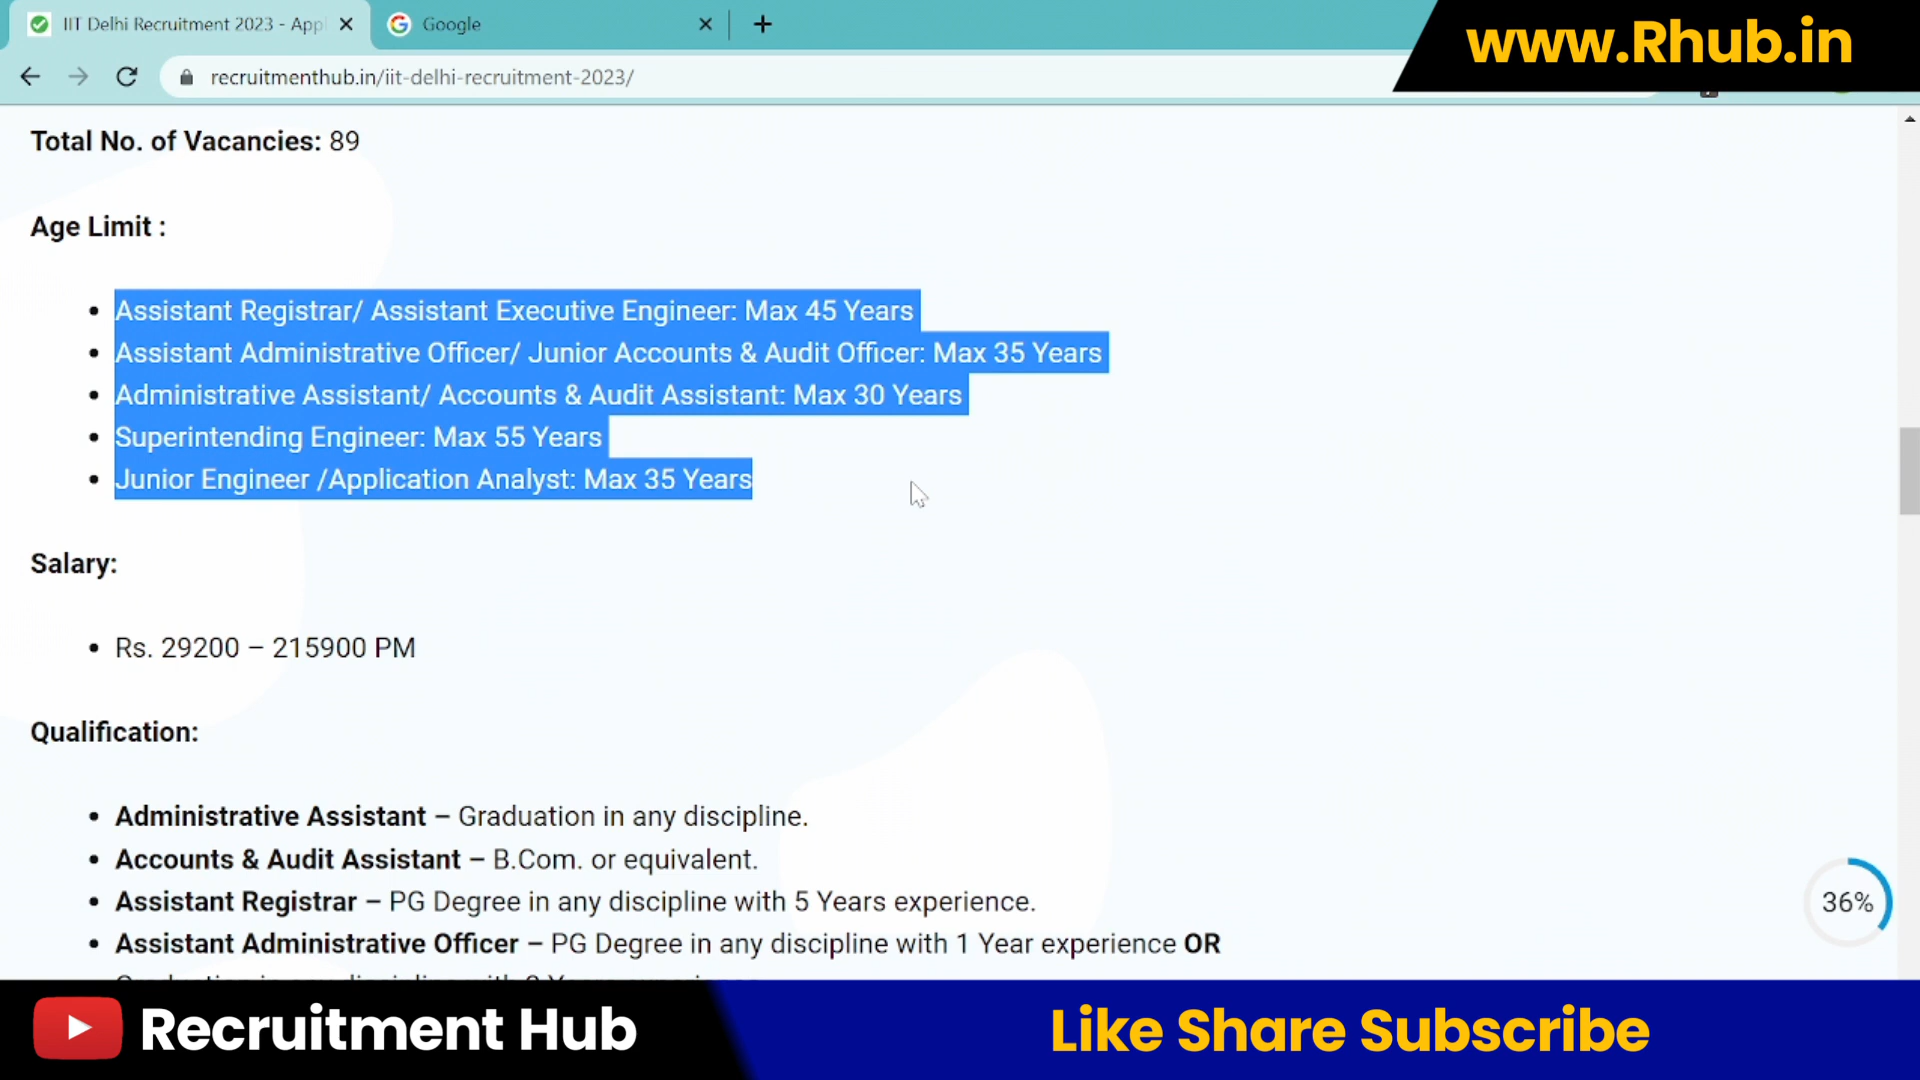 IIT Delhi Recruitment 2023 - Appl
Google
www.Rhub.in
recruitmenthub.in/iit-delhi-recruitment-2023/
Total No. of Vacancies: 89
Age Limit :
• Assistant Registrar/ Assistant Executive Engineer: Max 45 Years
• Assistant Administrative Officer/ Junior Accounts & Audit Officer: Max 35 Years
• Administrative Assistant/ Accounts & Audit Assistant: Max 30 Years
• Superintending Engineer: Max 55 Years
• Junior Engineer /Application Analyst: Max 35 Years
Salary:
• Rs. 29200 – 215900 PM
Qualification:
• Administrative Assistant – Graduation in any discipline.
• Accounts & Audit Assistant – B.Com. or equivalent.
• Assistant Registrar – PG Degree in any discipline with 5 Years experience.
• Assistant Administrative Officer – PG Degree in any discipline with 1 Year experience OR
36%
Recruitment Hub
Like Share Subscribe